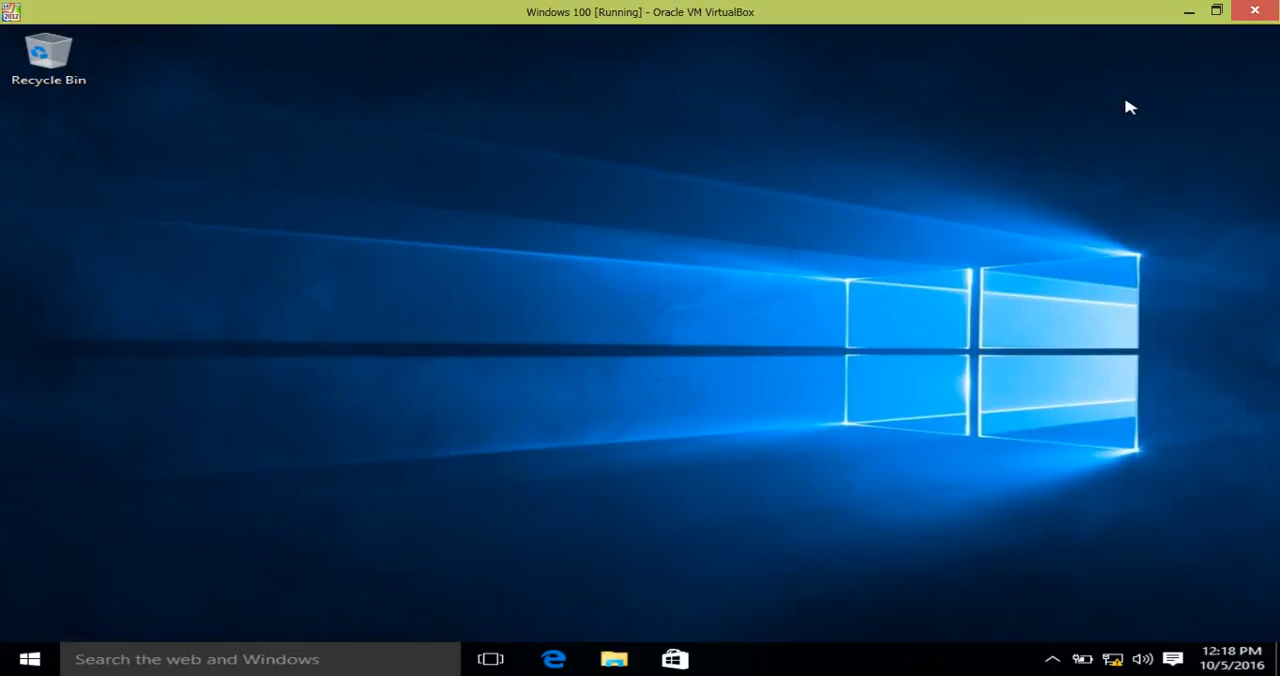 Windows 100 [Running] - Oracle VM VirtualBox
2012
Recycle Bin
Search the web and Windows
12:18 PM
10/5/2016